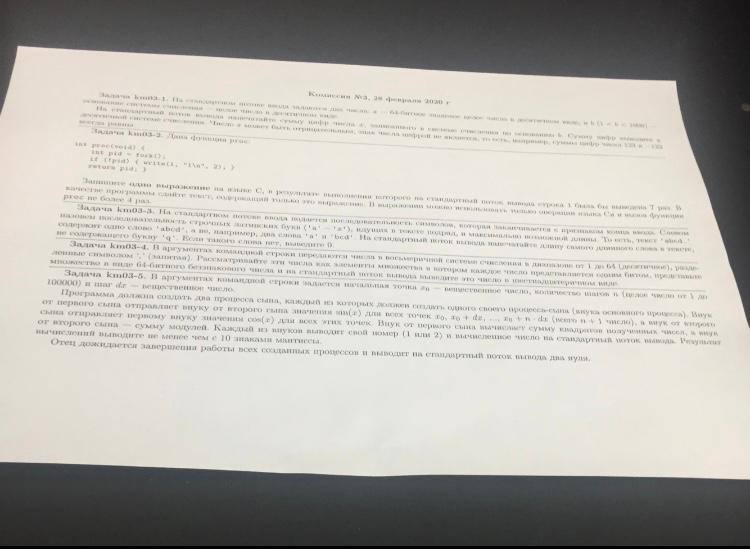 Комиссия №3, 28 февраля 2020 г
Задача km03-1. На стандартном потоке ввода задаются два числа: x — 64-битное знаковое целое число в десятичном виде, и b (1 < b < 1000) —
основание системы счисления — целое число в десятичном виде.
На стандартный поток вывода напечатайте сумму цифр числа x, записанного в системе счисления по основанию b. Сумму цифр выводите в
десятичной системе счисления. Число x может быть отрицательным, знак числа цифрой не является, то есть, например, сумма цифр чисел 123 и -123
всегда равна.
Задача km03-2. Дана функция proc:
int proc(void) {
int pid = fork();
if (!pid) { write(1, "1\n", 2); }
return pid; }
Запишите одно выражение на языке С, в результате выполнения которого на стандартный поток вывода строка 1 была бы выведена 7 раз. В
качестве программы сдайте текст, содержащий только это выражение. В выражении можно использовать только операции языка Си и вызов функции
proc не более 4 раз.
Задача km03-3. На стандартном потоке ввода подается последовательность символов, которая заканчивается с признаком конца ввода. Словом
назовем последовательность строчных латинских букв ('a' – 'z'), идущих в тексте подряд, и максимально возможной длины. То есть, текст 'abcd.'
содержит одно слово 'abcd', а не, например, два слова 'a' и 'bcd'. На стандартный поток вывода напечатайте длину самого длинного слова в тексте,
не содержащего букву 'q'. Если такого слова нет, выведите 0.
Задача km03-4. В аргументах командной строки передаются числа в восьмеричной системе счисления в диапазоне от 1 до 64 (десятичное), разде-
ленные символом ',' (запятая). Рассматривайте эти числа как элементы множества в котором каждое число представляется одним битом, представьте
множество в виде 64-битного беззнакового числа и на стандартный поток вывода выведите это число в шестнадцатеричном виде.
Задача km03-5. В аргументах командной строки задается начальная точка x0 — вещественное число, количество шагов n (целое число от 1 до
100000) и шаг dx — вещественное число.
Программа должна создать два процесса сына, каждый из которых должен создать одного своего процесса-сына (внука основного процесса). Внук
от первого сына отправляет внуку от второго сына значения sin(x) для всех точек x0, x0 + dx, ..., x0 + n · dx (всего n + 1 число), а внук от второго
сына отправляет первому внуку значения cos(x) для всех этих точек. Внук от первого сына вычисляет сумму квадратов полученных чисел, а внук
от второго сына — сумму модулей. Каждый из внуков выводит свой номер (1 или 2) и вычисленное число на стандартный поток вывода. Результат
вычислений выводите не менее чем с 10 знаками мантиссы.
Отец дожидается завершения работы всех созданных процессов и выводит на стандартный поток вывода два нуля.